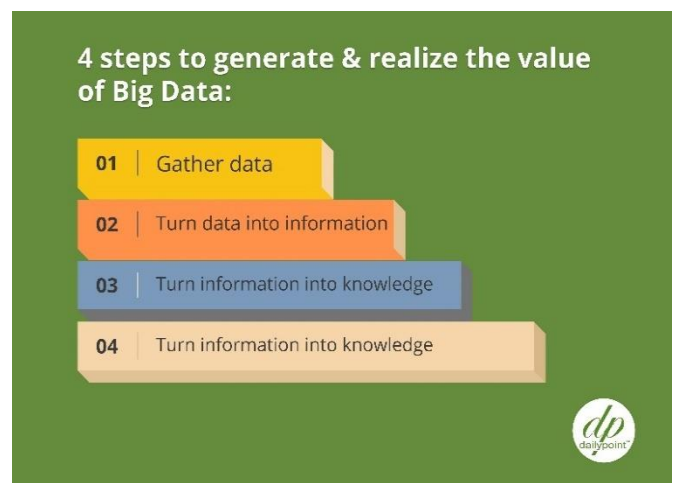 4 steps to generate & realize the value
of Big Data:
01 | Gather data
02 | Turn data into information
03 | Turn information into knowledge
04 | Turn information into knowledge
dp
dailypoint™